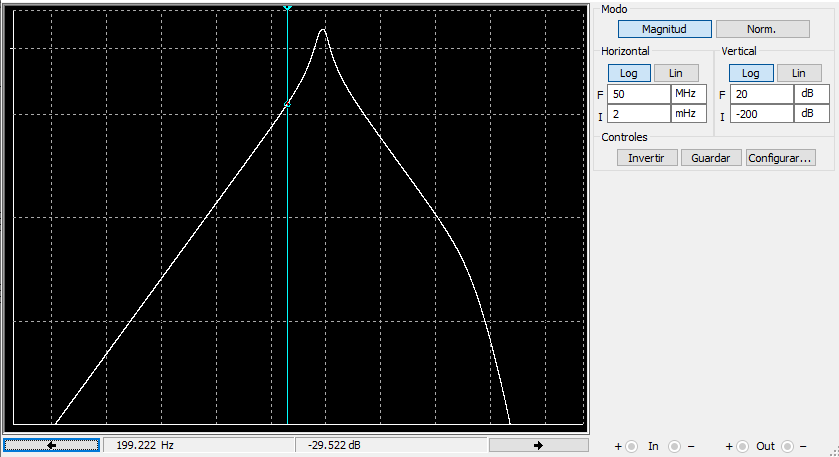 Modo
Magnitud Norm.
Horizontal Vertical
Log Lin Log Lin
F 50 MHz F 20 dB
I 2 mHz I -200 dB
Controles
Invertir Guardar Configurar...
199.222 Hz -29.522 dB
+ In - + Out -